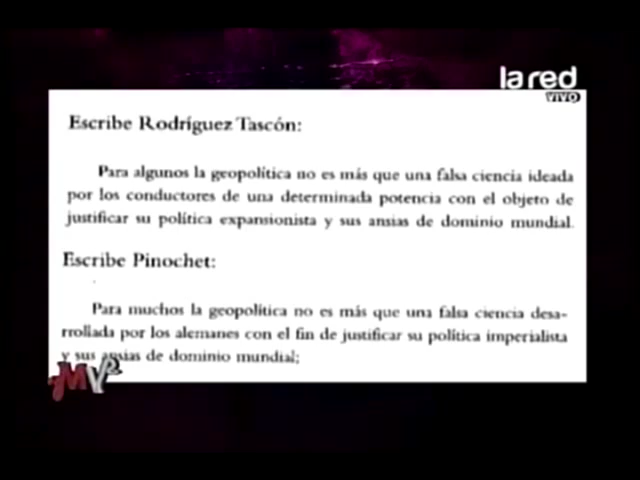 la red
VIVO
Escribe Rodríguez Tascón:
Para algunos la geopolítica no es más que una falsa ciencia ideada
por los conductores de una determinada potencia con el objeto de
justificar su política expansionista y sus ansias de dominio mundial.
Escribe Pinochet:
Para muchos la geopolítica no es más que una falsa ciencia desa-
rrollada por los alemanes con el fin de justificar su política imperialista
y sus ansias de dominio mundial;
MV